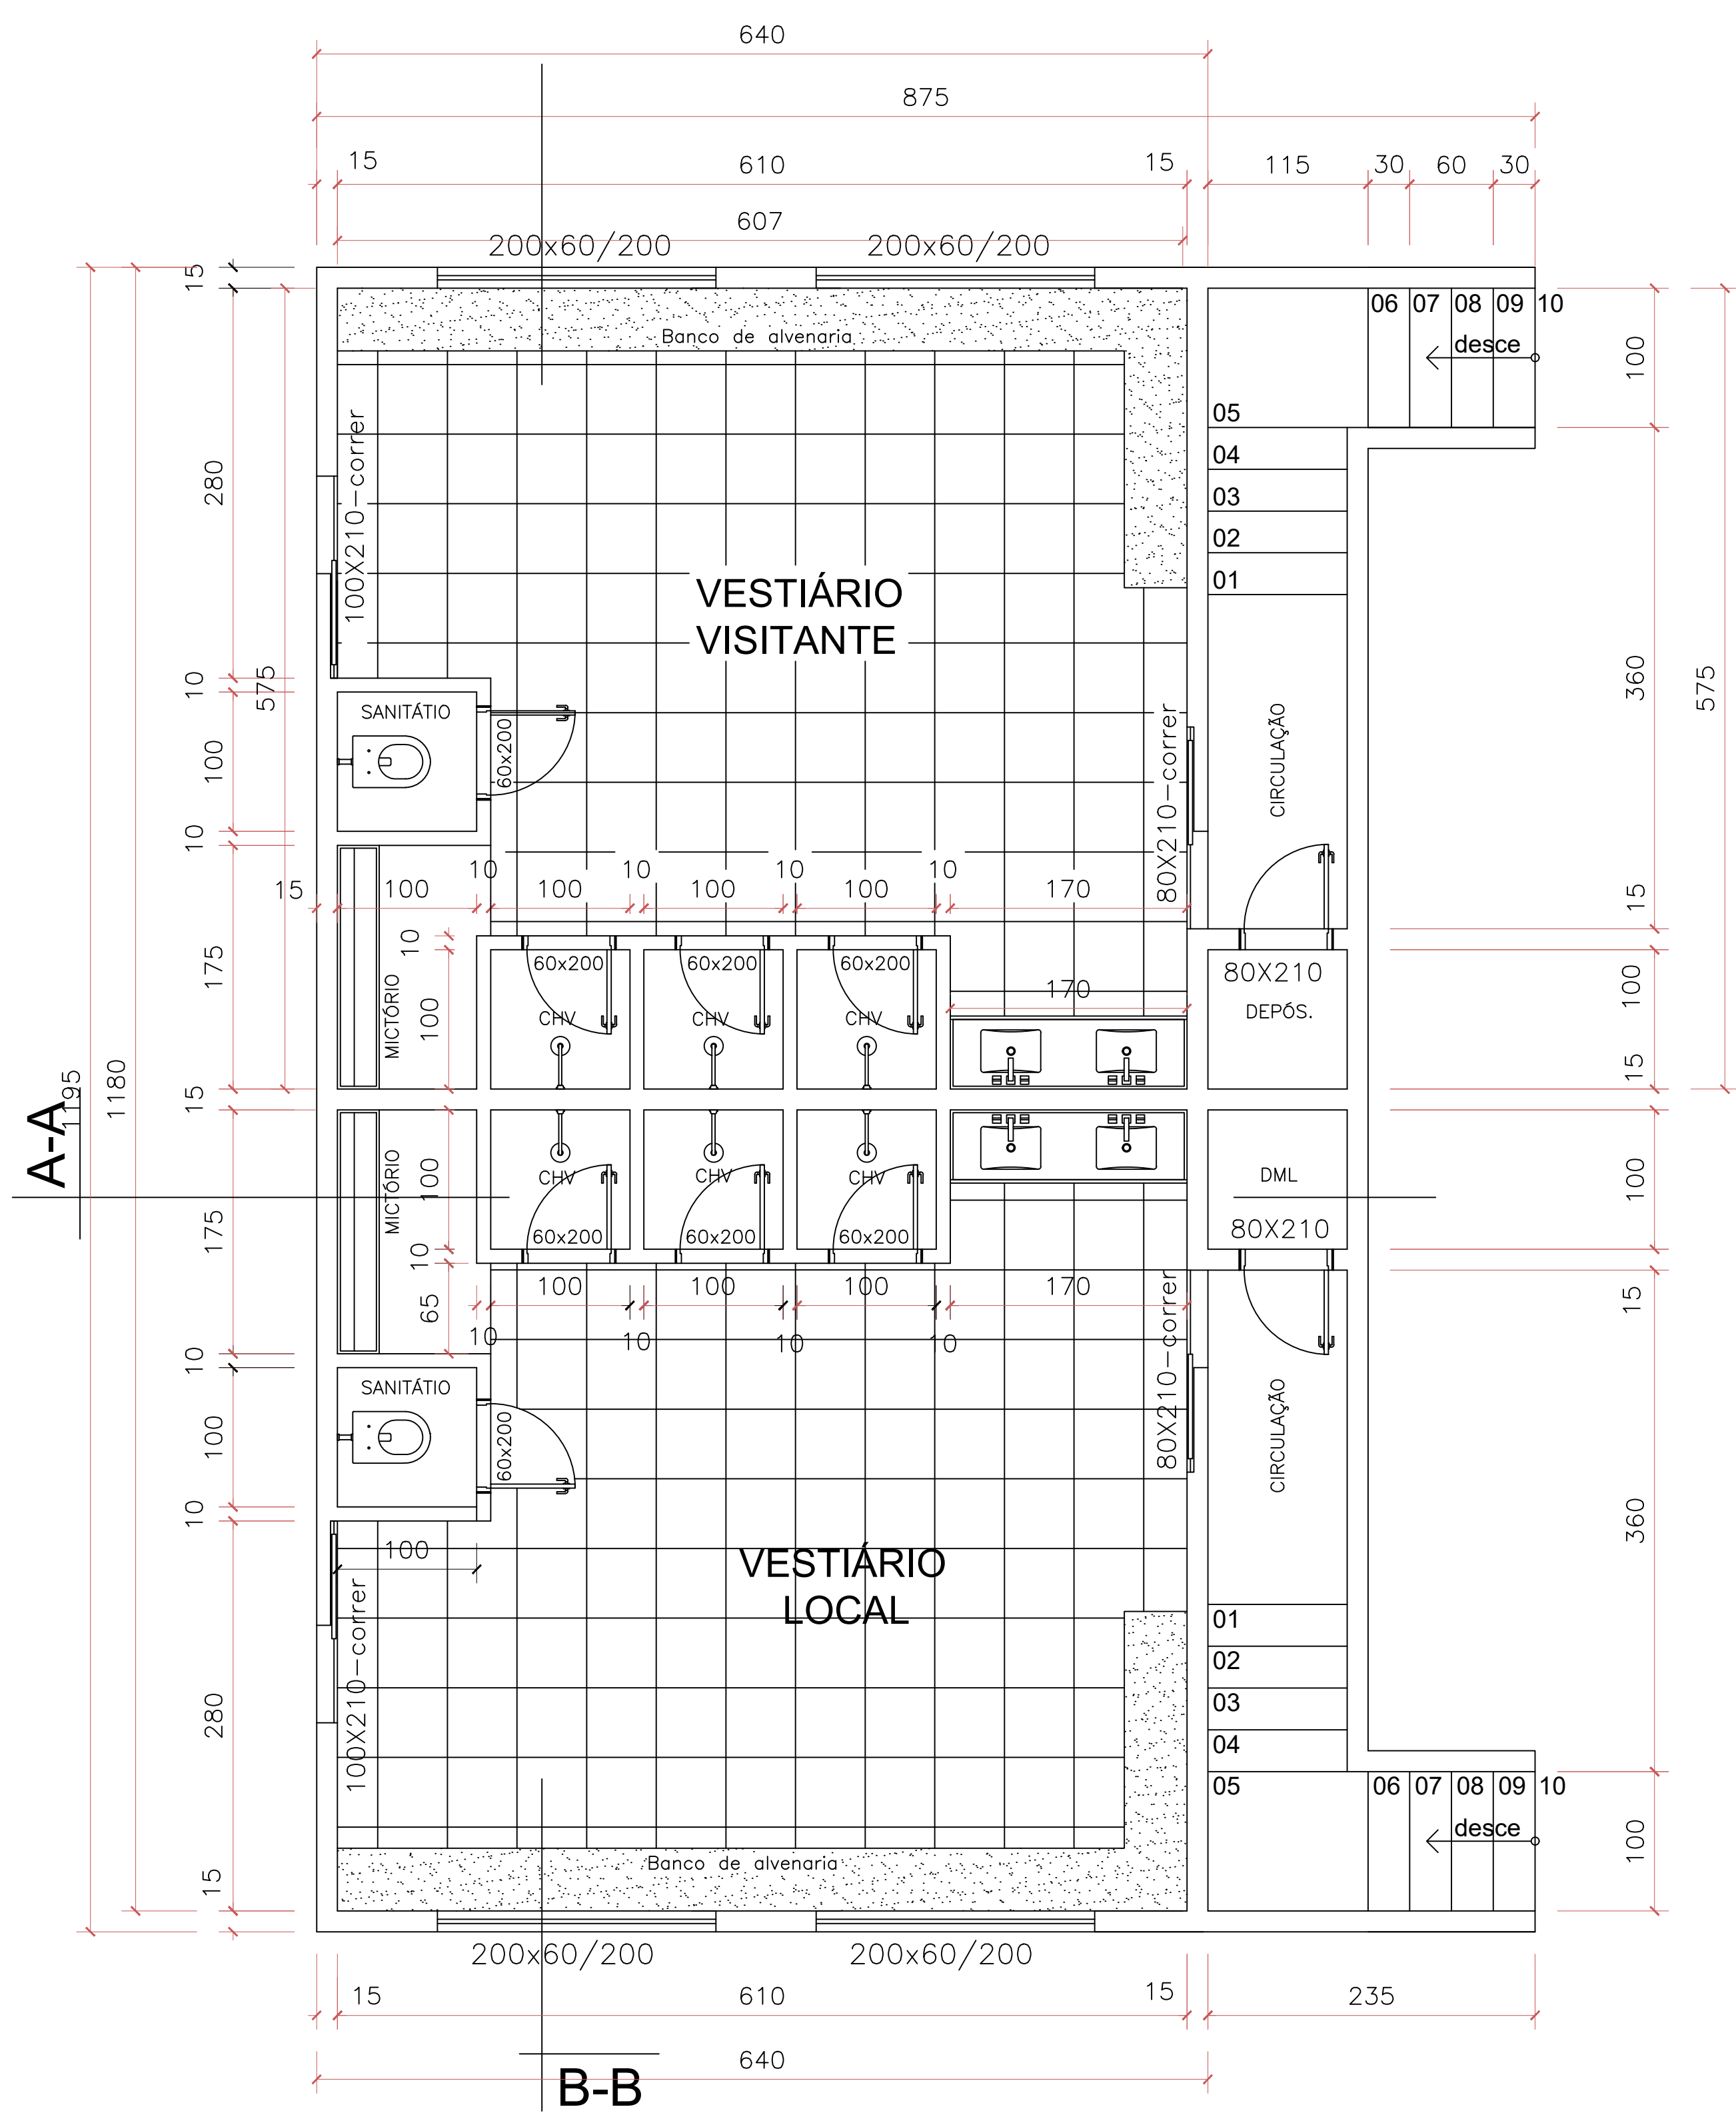 640
875
15
610
15
115
30
60
30
607
200x60/200
200x60/200
15
Banco de alvenaria
06
07
08
09
10
desce
100
05
04
03
02
01
280
100X210-correr
VESTIÁRIO
VISITANTE
575
10
SANITÁTIO
60x200
100
80X210-correr
CIRCULAÇÃO
360
575
10
15
100
10
100
10
100
10
100
10
170
15
175
MICTÓRIO
10
100
60x200
60x200
60x200
CHV
CHV
CHV
170
80X210
DEPÓS.
100
1195
1180
15
15
A-A
175
MICTÓRIO
100
CHV
CHV
CHV
60x200
60x200
60x200
DML
80X210
100
10
65
100
100
100
170
10
10
10
10
15
10
SANITÁTIO
60x200
100
80X210-correr
CIRCULAÇÃO
360
10
100
VESTIÁRIO
LOCAL
100X210-correr
280
01
02
03
04
05
06
07
08
09
10
desce
100
Banco de alvenaria
15
200x60/200
200x60/200
15
610
15
235
640
B-B